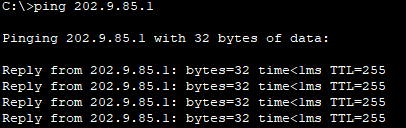 C:\>ping 202.9.85.1
Pinging 202.9.85.1 with 32 bytes of data:
Reply from 202.9.85.1: bytes=32 time<1ms TTL=255
Reply from 202.9.85.1: bytes=32 time<1ms TTL=255
Reply from 202.9.85.1: bytes=32 time<1ms TTL=255
Reply from 202.9.85.1: bytes=32 time<1ms TTL=255